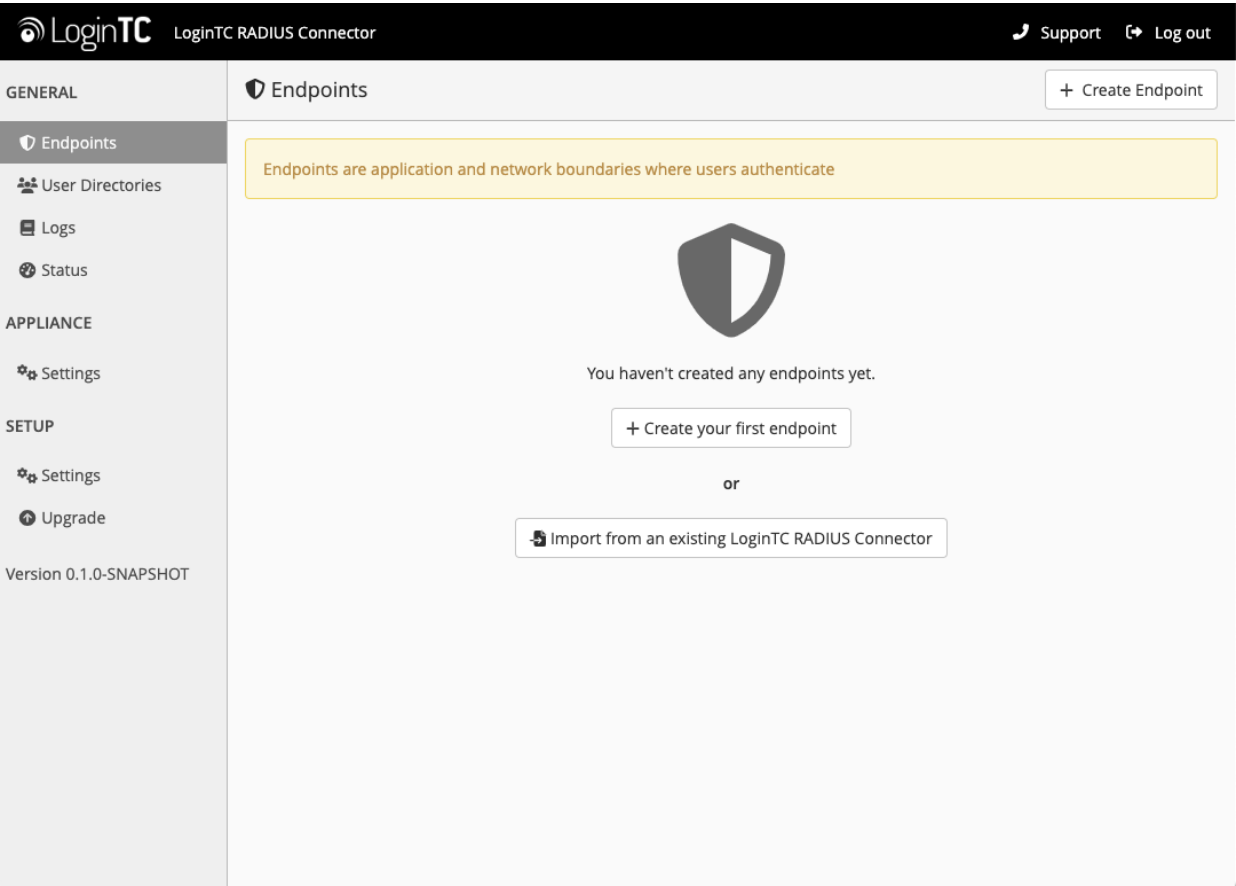 LoginTC LoginTC RADIUS Connector Support Log out
GENERAL
Endpoints
User Directories
Logs
Status
APPLIANCE
Settings
SETUP
Settings
Upgrade
Version 0.1.0-SNAPSHOT
Endpoints
+ Create Endpoint
Endpoints are application and network boundaries where users authenticate
You haven't created any endpoints yet.
+ Create your first endpoint
or
Import from an existing LoginTC RADIUS Connector